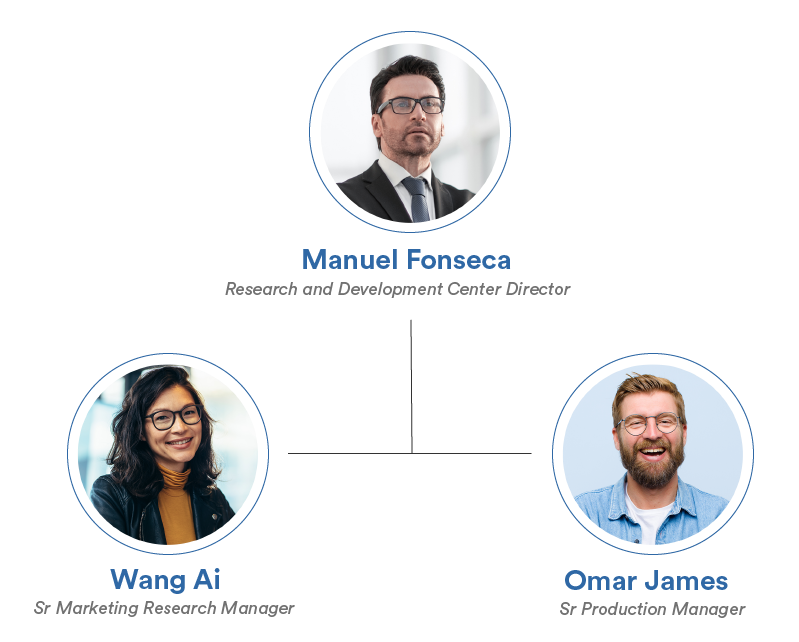 Manuel Fonseca
Research and Development Center Director
Wang Ai
Sr Marketing Research Manager
Omar James
Sr Production Manager